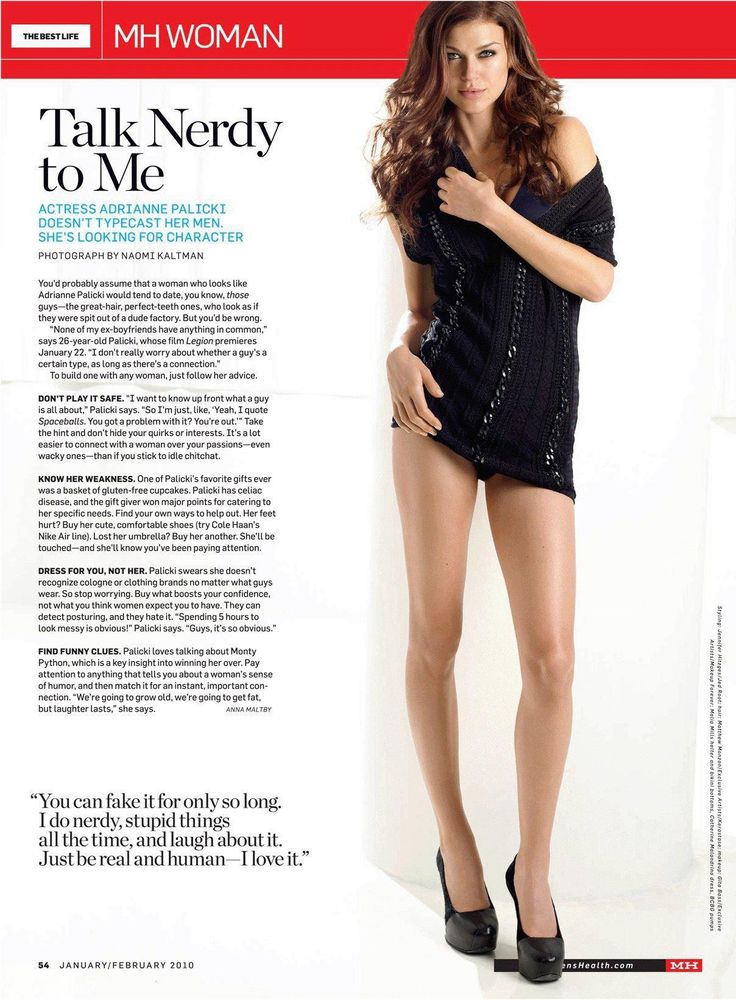 THE BEST LIFE
MH WOMAN
Talk Nerdy
to Me
ACTRESS ADRIANNE PALICKI
DOESN'T TYPECAST HER MEN.
SHE'S LOOKING FOR CHARACTER
PHOTOGRAPH BY NAOMI KALTMAN
You'd probably assume that a woman who looks like
Adrianne Palicki would tend to date, you know, those
guys—the great-hair, perfect-teeth ones, who look as if
they were spit out of a dude factory. But you'd be wrong.
"None of my ex-boyfriends have anything in common,"
says 26-year-old Palicki, whose film Legion premieres
January 22. "I don't really worry about whether a guy's a
certain type, as long as there's a connection."
To build one with any woman, just follow her advice.
DON'T PLAY IT SAFE. "I want to know up front what a guy
is all about," Palicki says. "So I'm just, like, 'Yeah, I quote
Spaceballs. You got a problem with it? You're out.'" Take
the hint and don't hide your quirks or interests. It's a lot
easier to connect with a woman over your passions—even
wacky ones—than if you stick to idle chitchat.
KNOW HER WEAKNESS. One of Palicki's favorite gifts ever
was a basket of gluten-free cupcakes. Palicki has celiac
disease, and the gift giver won major points for catering to
her specific needs. Find your own ways to help out. Her feet
hurt? Buy her cute, comfortable shoes (try Cole Haan's
Nike Air line). Lost her umbrella? Buy her another. She'll be
touched—and she'll know you've been paying attention.
DRESS FOR YOU, NOT HER. Palicki swears she doesn't
recognize cologne or clothing brands no matter what guys
wear. So stop worrying. Buy what boosts your confidence,
not what you think women expect you to have. They can
detect posturing, and they hate it. "Spending 5 hours to
look messy is obvious!" Palicki says. "Guys, it's so obvious."
FIND FUNNY CLUES. Palicki loves talking about Monty
Python, which is a key insight into winning her over. Pay
attention to anything that tells you about a woman's sense
of humor, and then match it for an instant, important con-
nection. "We're going to grow old, we're going to get fat,
but laughter lasts," she says. ANNA MALTBY
"You can fake it for only so long.
I do nerdy, stupid things
all the time, and laugh about it.
Just be real and human—I love it."
Styling: Jennifer Hitzges/Jed Root; hair: Matthew Monzon/Exclusive Artists/Kerastase; makeup: Gita Bass/Exclusive
Artists/Makeup Forever; Malia Mills halter and bikini bottoms, Catherine Malandrino dress, BCBG pumps
54 JANUARY/FEBRUARY 2010
ensHealth.com
MH